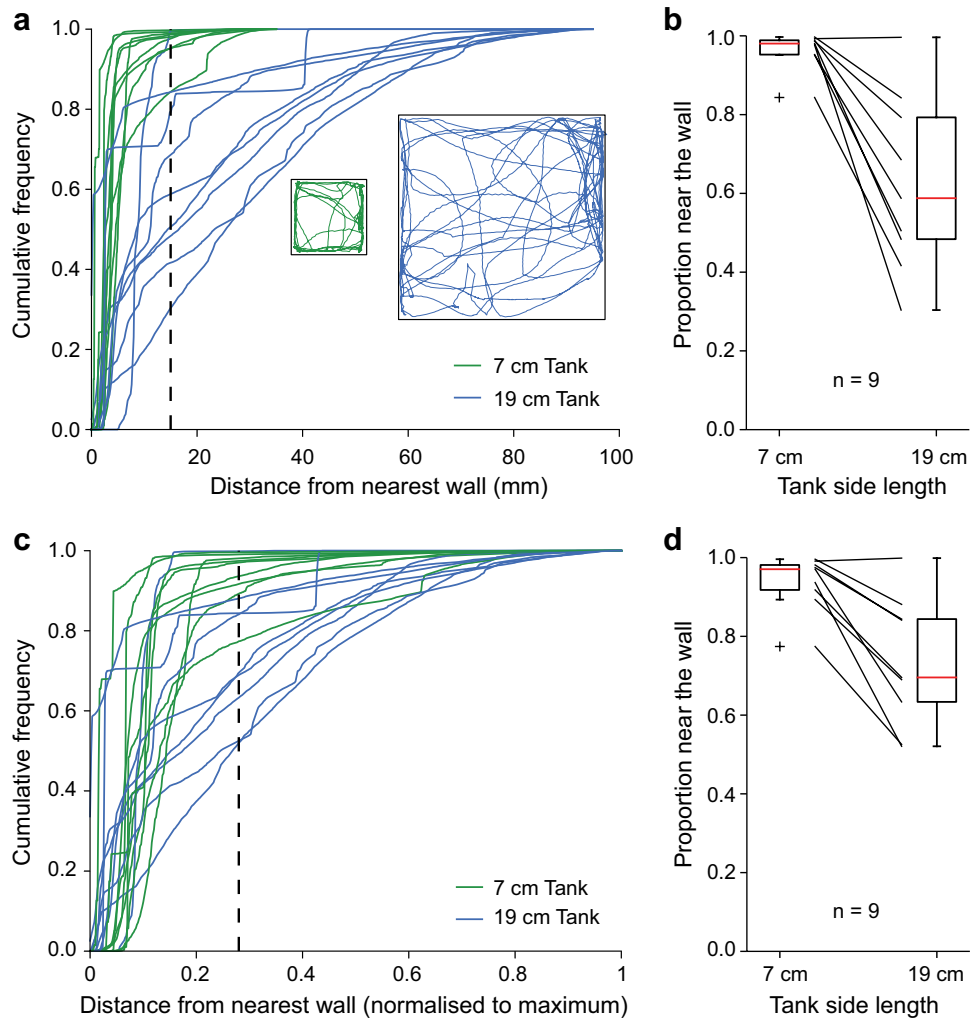 a
1.0
0.8
0.6
0.4
0.2
0.0
Cumulative frequency
0 20 40 60 80 100
Distance from nearest wall (mm)
7 cm Tank
19 cm Tank
b
1.0
0.8
0.6
0.4
0.2
0.0
Proportion near the wall
n = 9
7 cm 19 cm
Tank side length
c
1.0
0.8
0.6
0.4
0.2
0.0
Cumulative frequency
0 0.2 0.4 0.6 0.8 1
Distance from nearest wall (normalised to maximum)
7 cm Tank
19 cm Tank
d
1.0
0.8
0.6
0.4
0.2
0.0
Proportion near the wall
n = 9
7 cm 19 cm
Tank side length